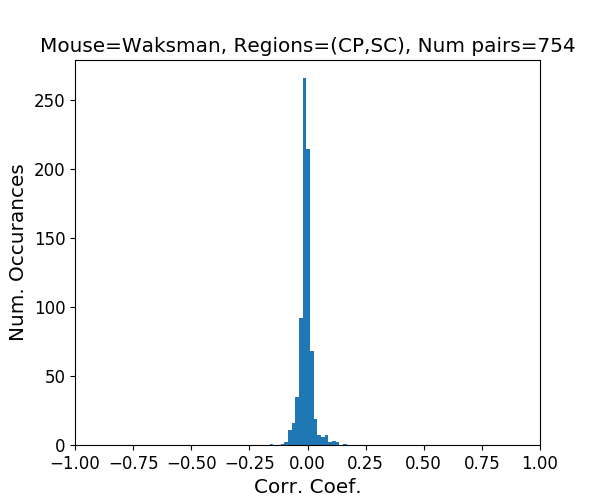 Mouse=Waksman, Regions=(CP,SC), Num pairs=754
Num. Occurances
250
200
150
100
50
0
−1.00 −0.75 −0.50 −0.25 0.00 0.25 0.50 0.75 1.00
Corr. Coef.